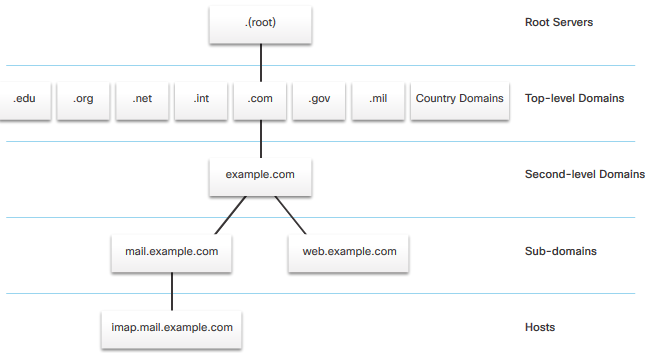 .(root) Root Servers
.edu .org .net .int .com .gov .mil Country Domains Top-level Domains
example.com Second-level Domains
mail.example.com web.example.com Sub-domains
imap.mail.example.com Hosts